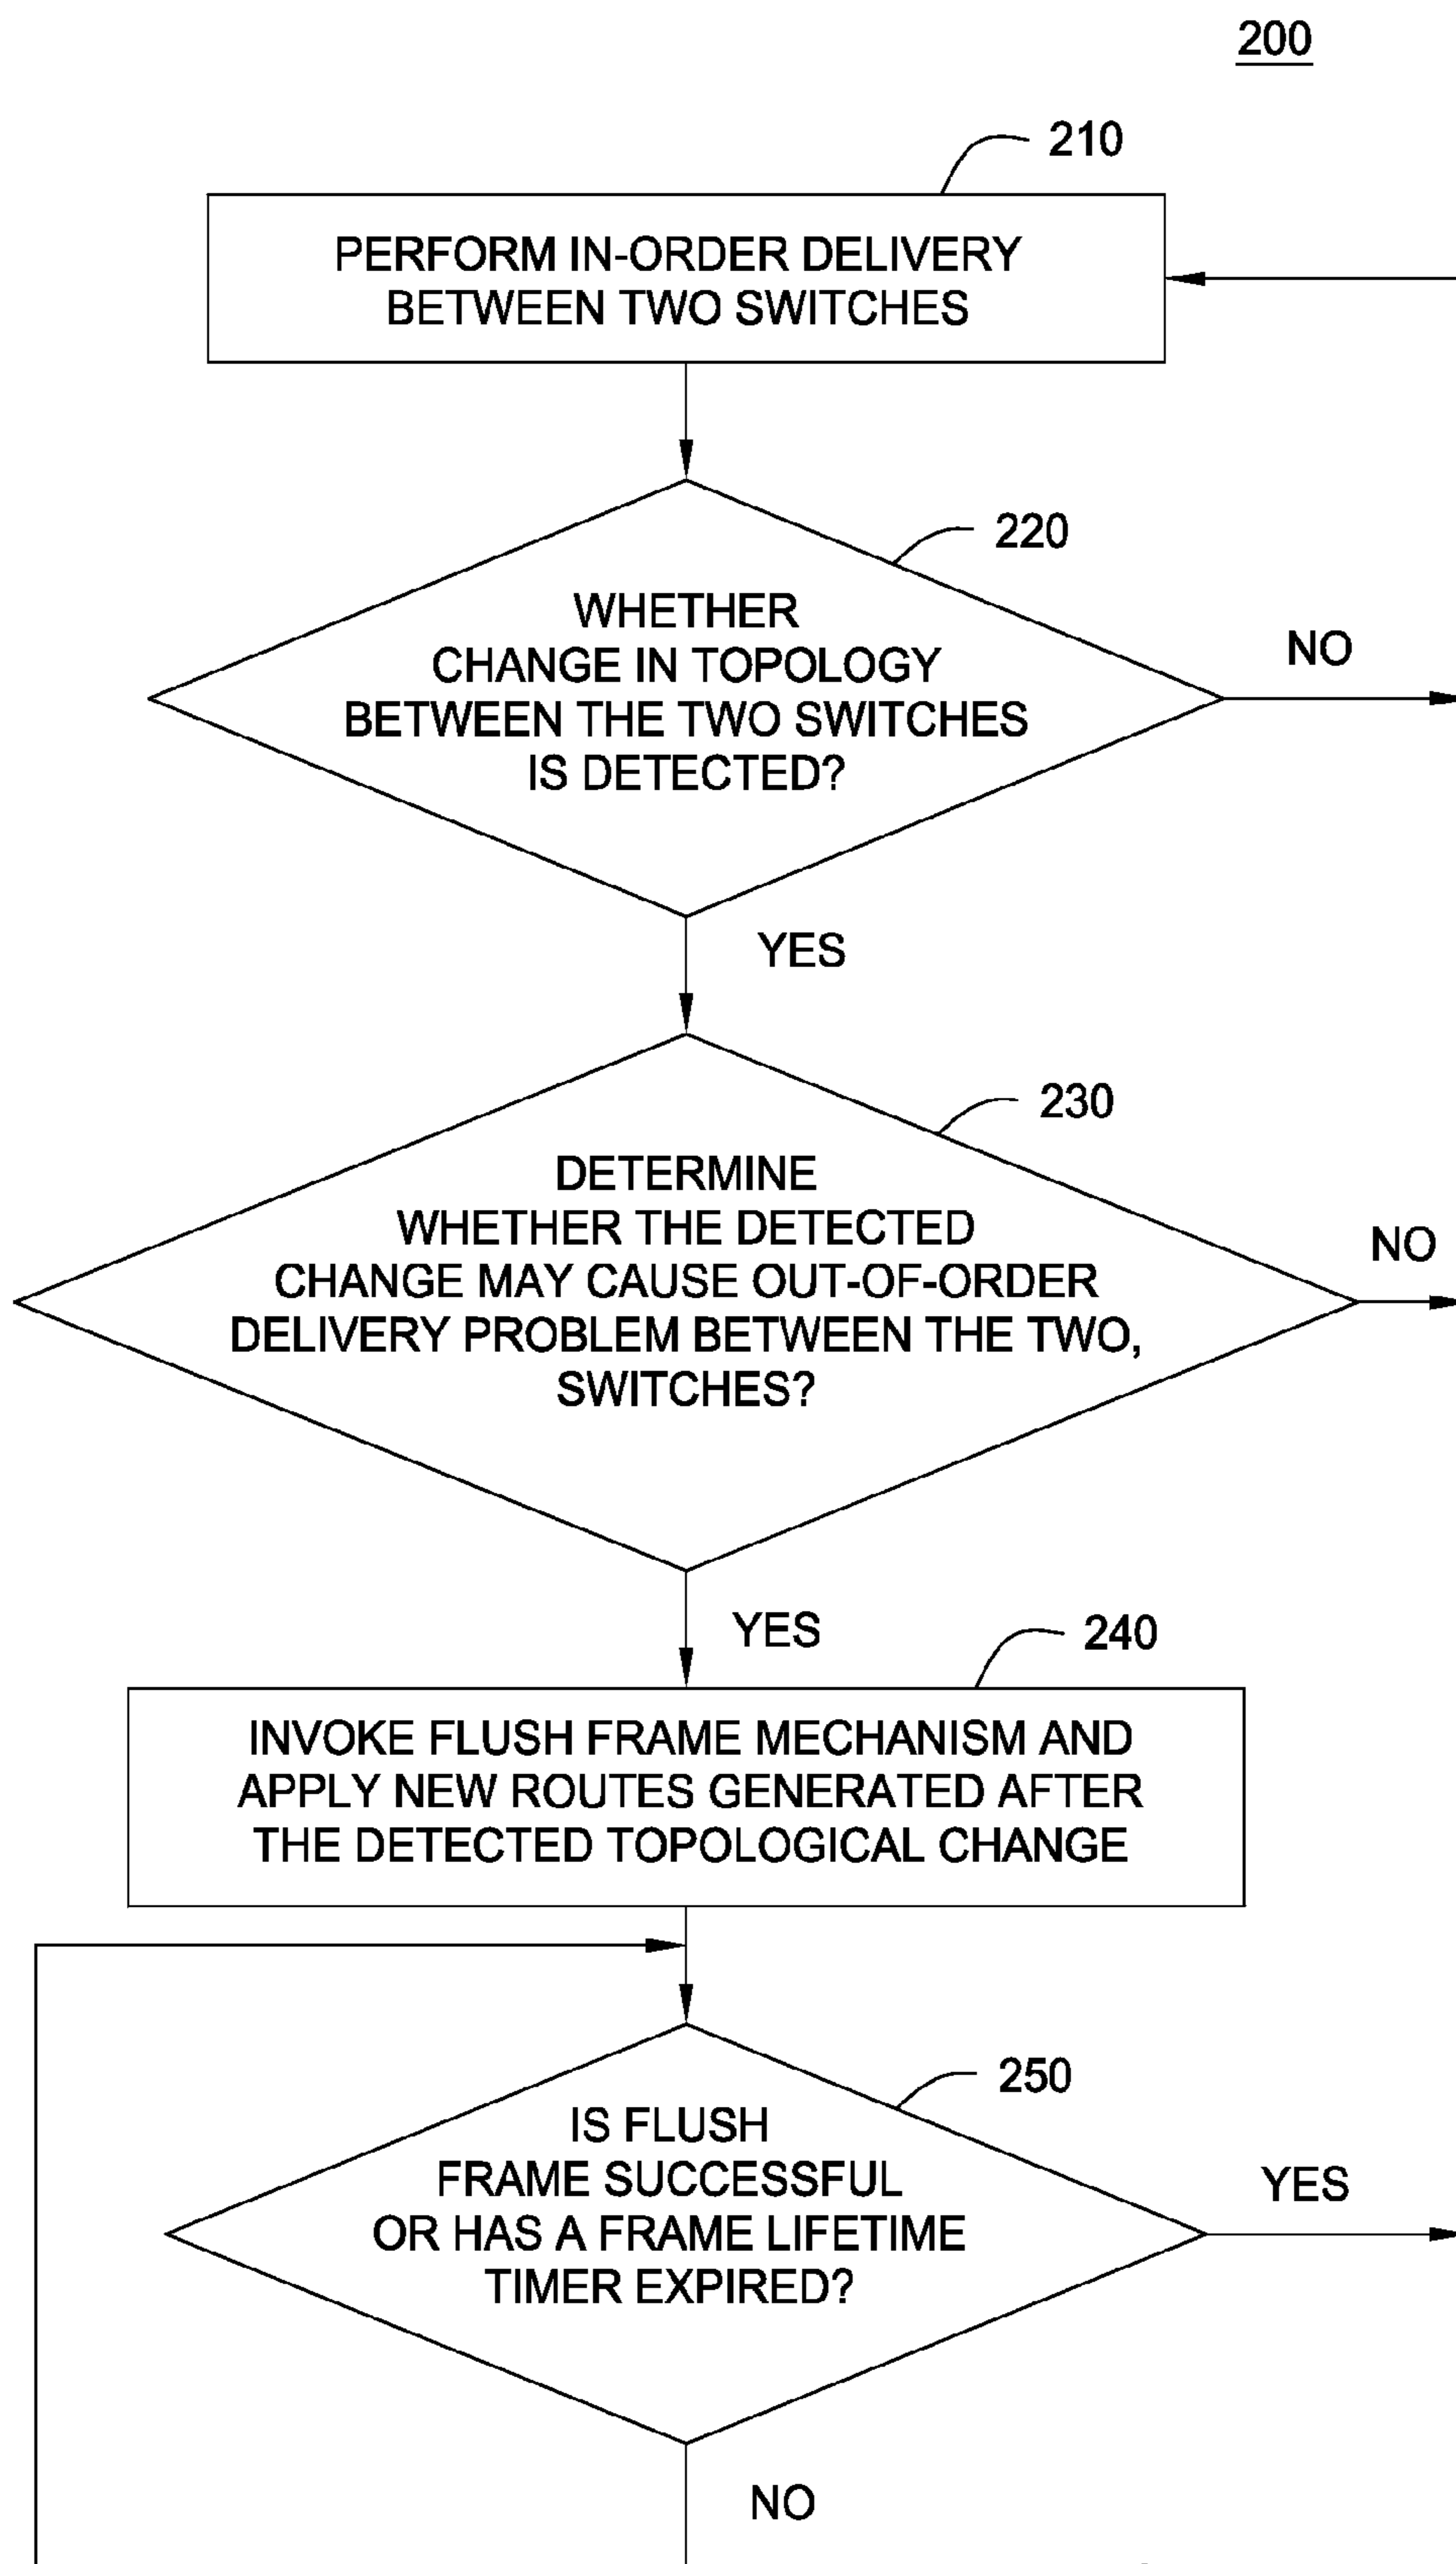 200
210
PERFORM IN-ORDER DELIVERY
BETWEEN TWO SWITCHES
220
WHETHER
CHANGE IN TOPOLOGY
BETWEEN THE TWO SWITCHES
IS DETECTED?
NO
YES
230
DETERMINE
WHETHER THE DETECTED
CHANGE MAY CAUSE OUT-OF-ORDER
DELIVERY PROBLEM BETWEEN THE TWO,
SWITCHES?
NO
YES
240
INVOKE FLUSH FRAME MECHANISM AND
APPLY NEW ROUTES GENERATED AFTER
THE DETECTED TOPOLOGICAL CHANGE
250
IS FLUSH
FRAME SUCCESSFUL
OR HAS A FRAME LIFETIME
TIMER EXPIRED?
YES
NO